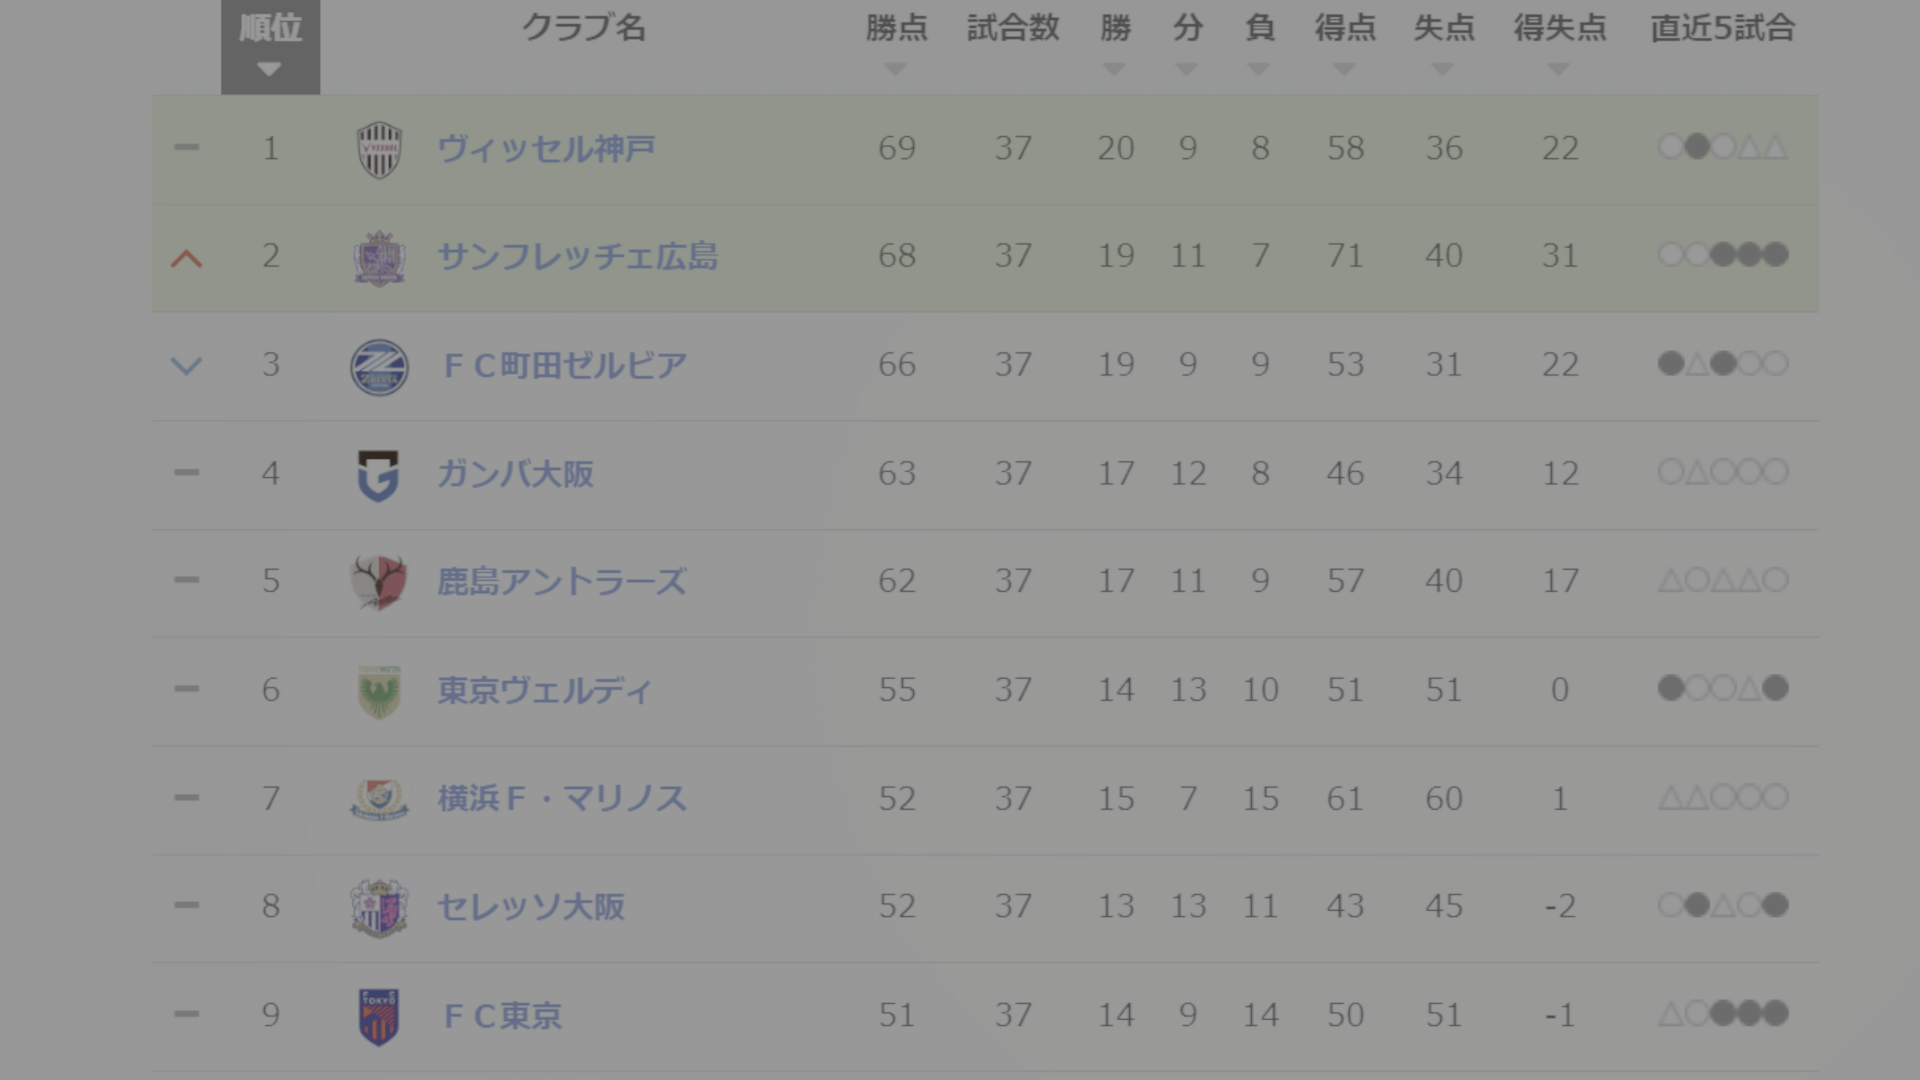 順位 クラブ名 勝点 試合数 勝 分 負 得点 失点 得失点 直近5試合
1 ヴィッセル神戸 69 37 20 9 8 58 36 22 ○●○△△
2 サンフレッチェ広島 68 37 19 11 7 71 40 31 ○○●●●
3 ＦＣ町田ゼルビア 66 37 19 9 9 53 31 22 ●△●○○
4 ガンバ大阪 63 37 17 12 8 46 34 12 ○△○○○
5 鹿島アントラーズ 62 37 17 11 9 57 40 17 △○△△○
6 東京ヴェルディ 55 37 14 13 10 51 51 0 ●○○△●
7 横浜Ｆ・マリノス 52 37 15 7 15 61 60 1 △△○○○
8 セレッソ大阪 52 37 13 13 11 43 45 -2 ○●△○●
TOKYO
9 ＦＣ東京 51 37 14 9 14 50 51 -1 △○●●●